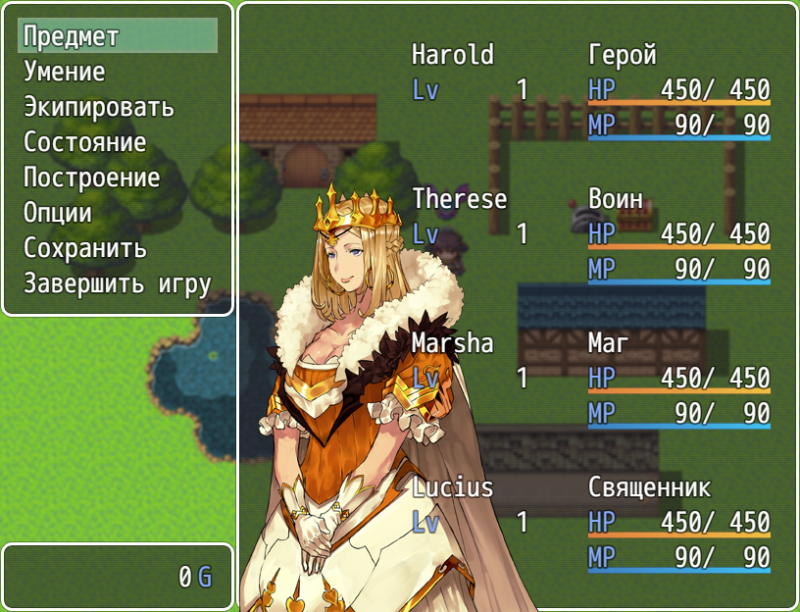 Предмет
Умение
Экипировать
Состояние
Построение
Опции
Сохранить
Завершить игру
0 G
Harold Герой
Lv 1 HP 450/ 450
MP 90/ 90
Therese Воин
Lv 1 HP 450/ 450
MP 90/ 90
Marsha Маг
Lv 1 HP 450/ 450
MP 90/ 90
Lucius Священник
Lv 1 HP 450/ 450
MP 90/ 90